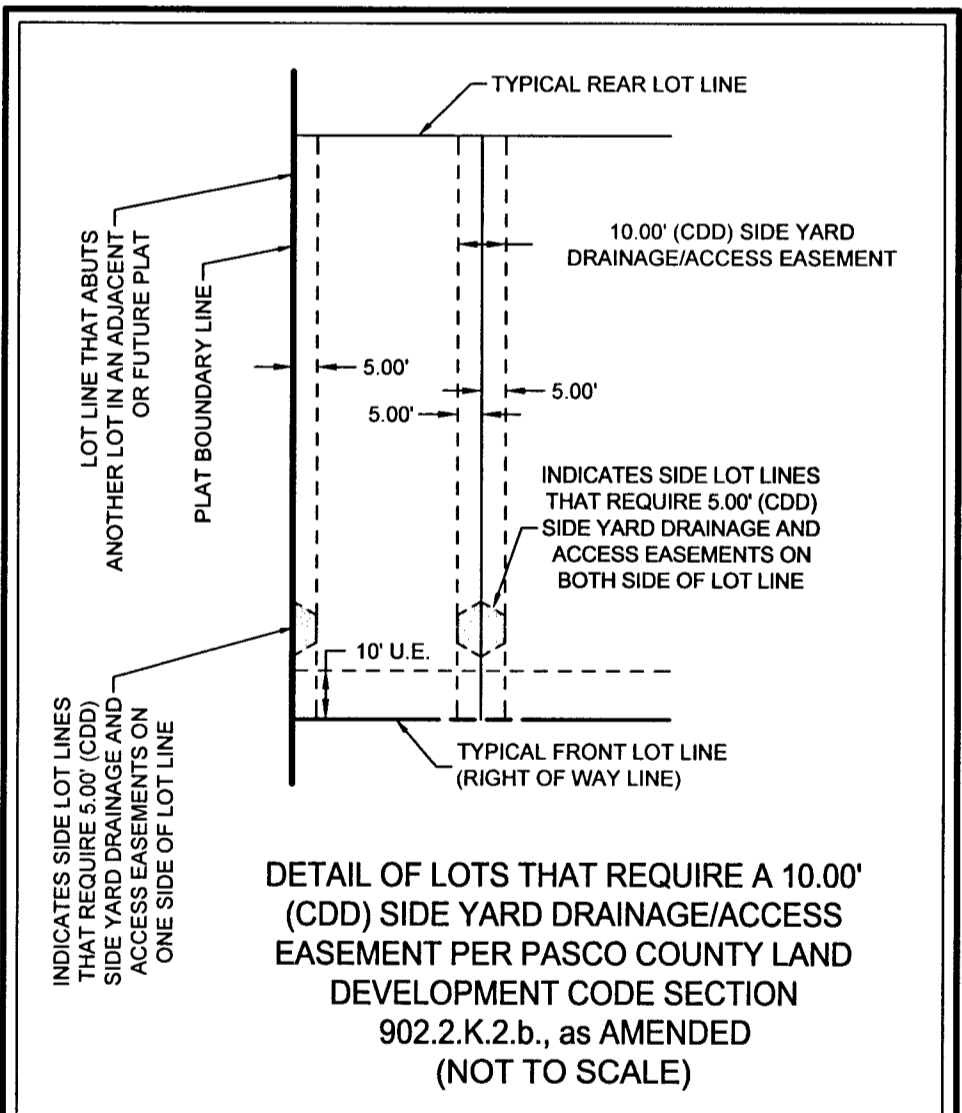 TYPICAL REAR LOT LINE
LOT LINE THAT ABUTS
ANOTHER LOT IN AN ADJACENT
OR FUTURE PLAT
PLAT BOUNDARY LINE
10.00' (CDD) SIDE YARD
DRAINAGE/ACCESS EASEMENT
5.00'
5.00'
5.00'
INDICATES SIDE LOT LINES
THAT REQUIRE 5.00' (CDD)
SIDE YARD DRAINAGE AND
ACCESS EASEMENTS ON
BOTH SIDE OF LOT LINE
10' U.E.
INDICATES SIDE LOT LINES
THAT REQUIRE 5.00' (CDD)
SIDE YARD DRAINAGE AND
ACCESS EASEMENTS ON
ONE SIDE OF LOT LINE
TYPICAL FRONT LOT LINE
(RIGHT OF WAY LINE)
DETAIL OF LOTS THAT REQUIRE A 10.00'
(CDD) SIDE YARD DRAINAGE/ACCESS
EASEMENT PER PASCO COUNTY LAND
DEVELOPMENT CODE SECTION
902.2.K.2.b., as AMENDED
(NOT TO SCALE)